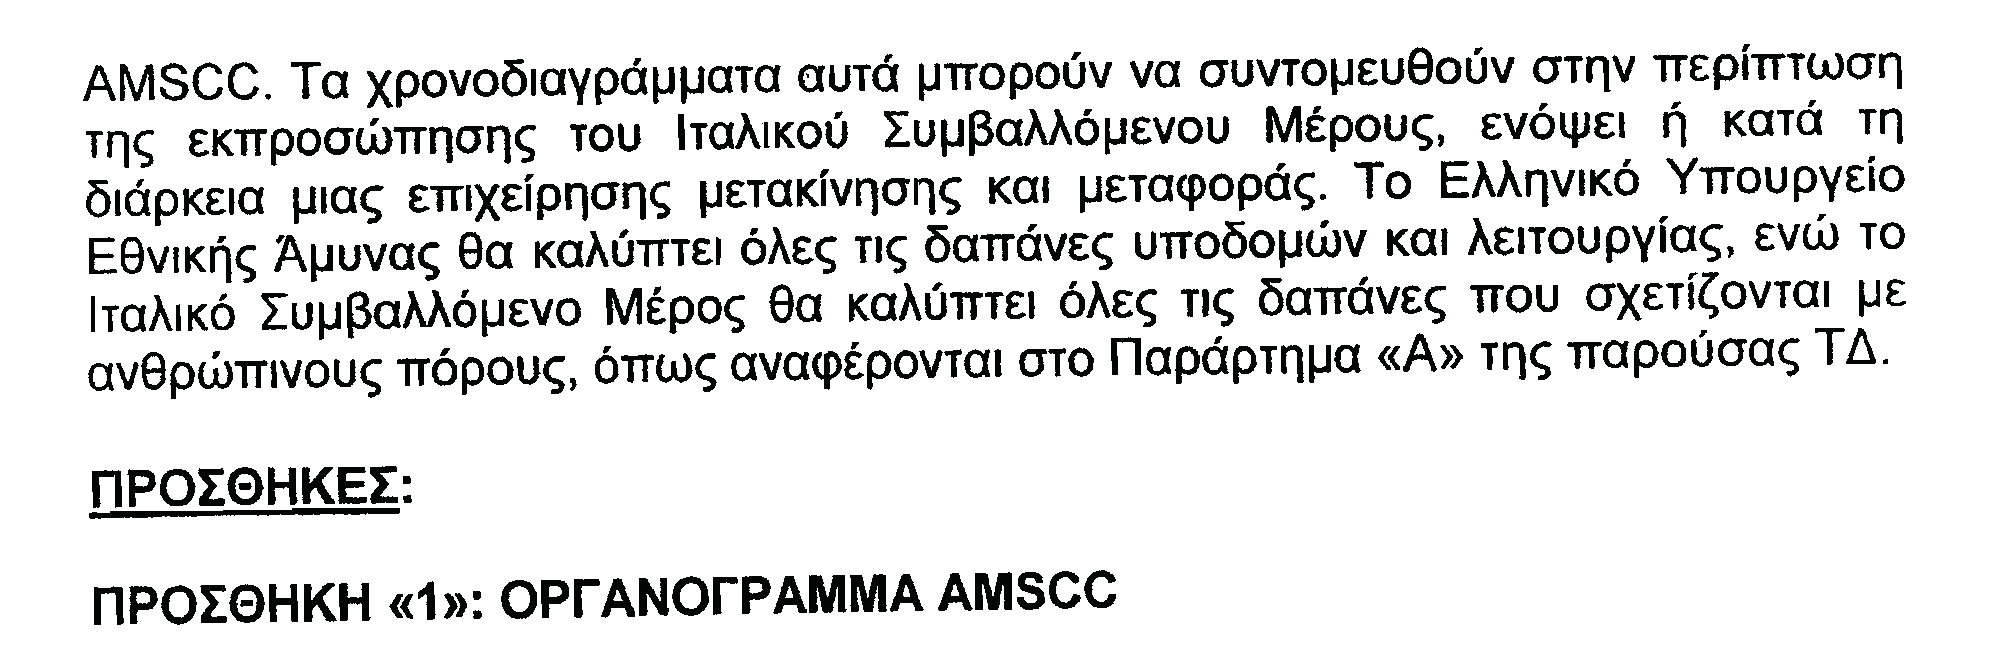 AMSCC. Τα χρονοδιαγράμματα αυτά μπορούν να συντομευθούν στην περίπτωση
της εκπροσώπησης του Ιταλικού Συμβαλλόμενου Μέρους, ενόψει ή κατά τη
διάρκεια μιας επιχείρησης μετακίνησης και μεταφοράς. Το Ελληνικό Υπουργείο
Εθνικής Άμυνας θα καλύπτει όλες τις δαπάνες υποδομών και λειτουργίας, ενώ το
Ιταλικό Συμβαλλόμενο Μέρος θα καλύπτει όλες τις δαπάνες που σχετίζονται με
ανθρώπινους πόρους, όπως αναφέρονται στο Παράρτημα «Α» της παρούσας ΤΔ.
ΠΡΟΣΘΗΚΕΣ:
ΠΡΟΣΘΗΚΗ «1»: ΟΡΓΑΝΟΓΡΑΜΜΑ AMSCC